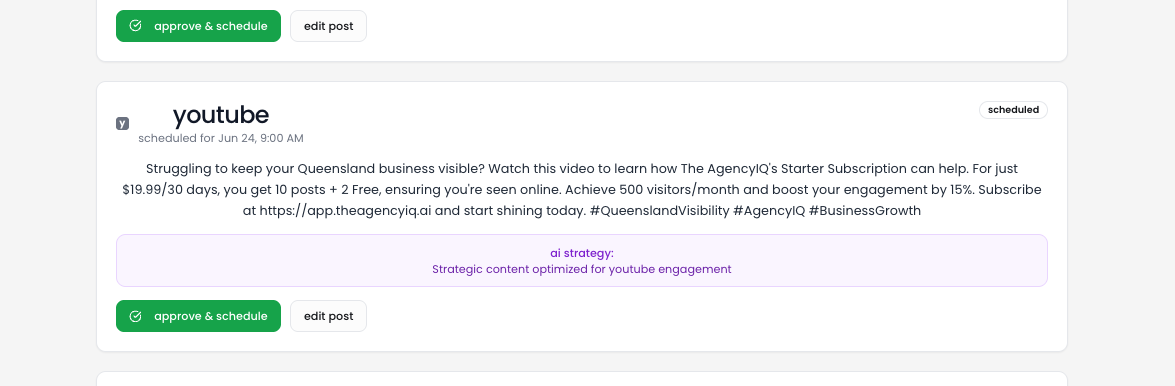 approve & schedule
edit post
youtube
scheduled
y
scheduled for Jun 24, 9:00 AM
Struggling to keep your Queensland business visible? Watch this video to learn how The AgencyIQ's Starter Subscription can help. For just
$19.99/30 days, you get 10 posts + 2 Free, ensuring you're seen online. Achieve 500 visitors/month and boost your engagement by 15%. Subscribe
at https://app.theagencyiq.ai and start shining today. #QueenslandVisibility #AgencyIQ #BusinessGrowth
ai strategy:
Strategic content optimized for youtube engagement
approve & schedule
edit post